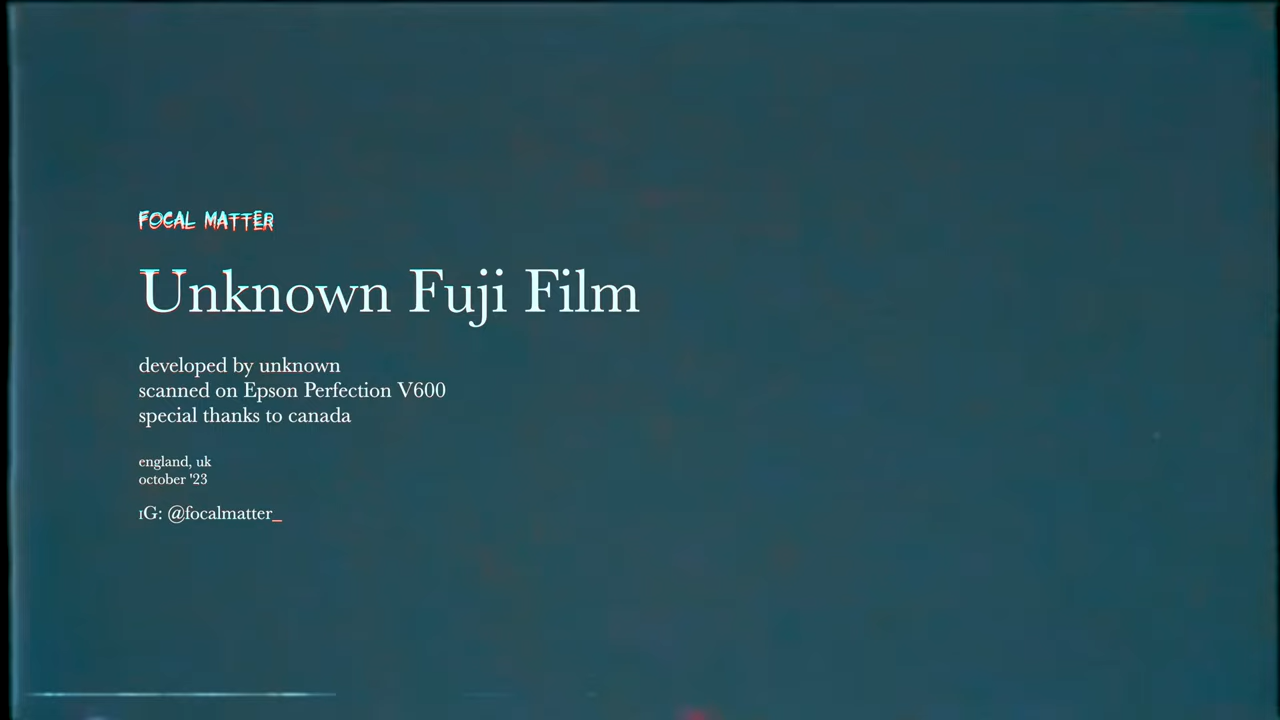 FOCAL MATTER
Unknown Fuji Film
developed by unknown
scanned on Epson Perfection V600
special thanks to canada
england, uk
october '23
IG: @focalmatter_